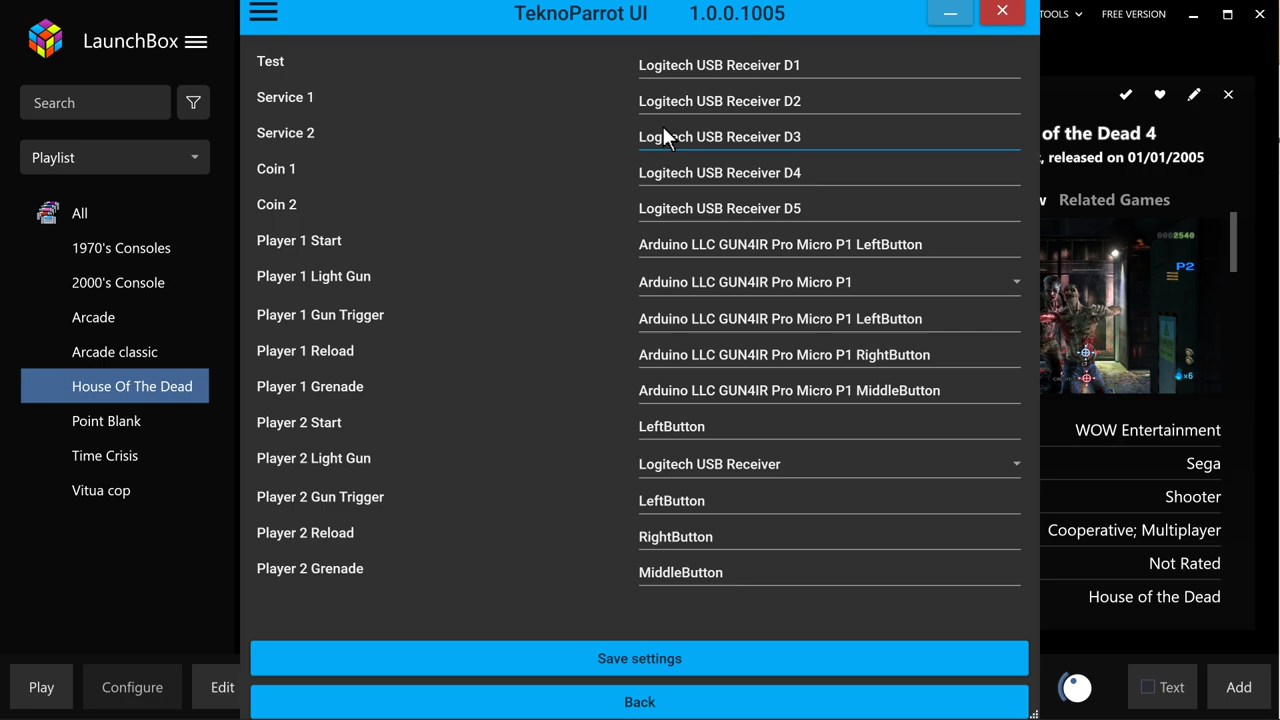 TeknoParrot UI 1.0.0.1005
TOOLS
FREE VERSION
LaunchBox
Search
Playlist
All
1970's Consoles
2000's Console
Arcade
Arcade classic
House Of The Dead
Point Blank
Time Crisis
Vitua cop
Test Logitech USB Receiver D1
Service 1 Logitech USB Receiver D2
Service 2 Logitech USB Receiver D3
Coin 1 Logitech USB Receiver D4
Coin 2 Logitech USB Receiver D5
Player 1 Start Arduino LLC GUN4IR Pro Micro P1 LeftButton
Player 1 Light Gun Arduino LLC GUN4IR Pro Micro P1
Player 1 Gun Trigger Arduino LLC GUN4IR Pro Micro P1 LeftButton
Player 1 Reload Arduino LLC GUN4IR Pro Micro P1 RightButton
Player 1 Grenade Arduino LLC GUN4IR Pro Micro P1 MiddleButton
Player 2 Start LeftButton
Player 2 Light Gun Logitech USB Receiver
Player 2 Gun Trigger LeftButton
Player 2 Reload RightButton
Player 2 Grenade MiddleButton
Save settings
Back
of the Dead 4
, released on 01/01/2005
w Related Games
0002540
P2
x6
WOW Entertainment
Sega
Shooter
Cooperative; Multiplayer
Not Rated
House of the Dead
Play
Configure
Edit
Text
Add